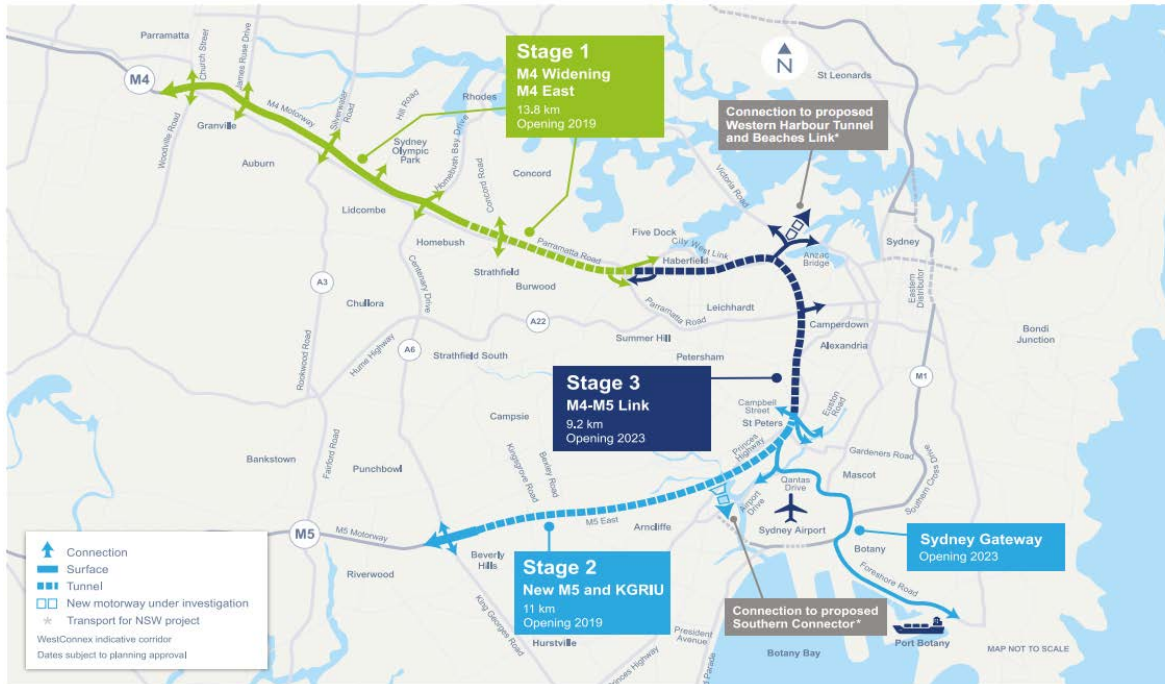 Stage 1
M4 Widening
M4 East
13.8 km
Opening 2019
N
Connection to proposed
Western Harbour Tunnel
and Beaches Link*
Stage 3
M4-M5 Link
9.2 km
Opening 2023
Stage 2
New M5 and KGRIU
11 km
Opening 2019
Sydney Gateway
Opening 2023
Connection to proposed
Southern Connector*
Parramatta
Church Street
James Ruse Drive
M4
M4 Motorway
Woodville Road
Granville
Auburn
Silverwater
Road
Hill Road
Rhodes
Sydney
Olympic
Park
Homebush Bay Drive
Concord Road
Concord
Lidcombe
Homebush
Strathfield
Burwood
Parramatta Road
Five Dock
City West Link
Haberfield
Victoria Road
St Leonards
Anzac
Bridge
Sydney
Eastern
Distributor
Bondi
Junction
A3
Chullora
Centenary Drive
A22
A6
Hume Highway
Rookwood Road
Strathfield South
Summer Hill
Parramatta Road
Leichhardt
Petersham
Camperdown
Alexandria
M1
Campbell
Street
St Peters
Euston
Road
Princes
Highway
Gardeners Road
Mascot
Southern Cross Drive
Qantas
Drive
Airport
Drive
Sydney Airport
Botany
Foreshore Road
Port Botany
Botany Bay
Campsie
Bexley Road
Kingsgrove Road
Bankstown
Punchbowl
Fairford Road
M5
M5 Motorway
M5 East
Arncliffe
Beverly
Hills
Riverwood
King Georges Road
Hurstville
Princes Highway
President
Avenue
Parade
MAP NOT TO SCALE
Connection
Surface
Tunnel
New motorway under investigation
* Transport for NSW project
WestConnex indicative corridor
Dates subject to planning approval